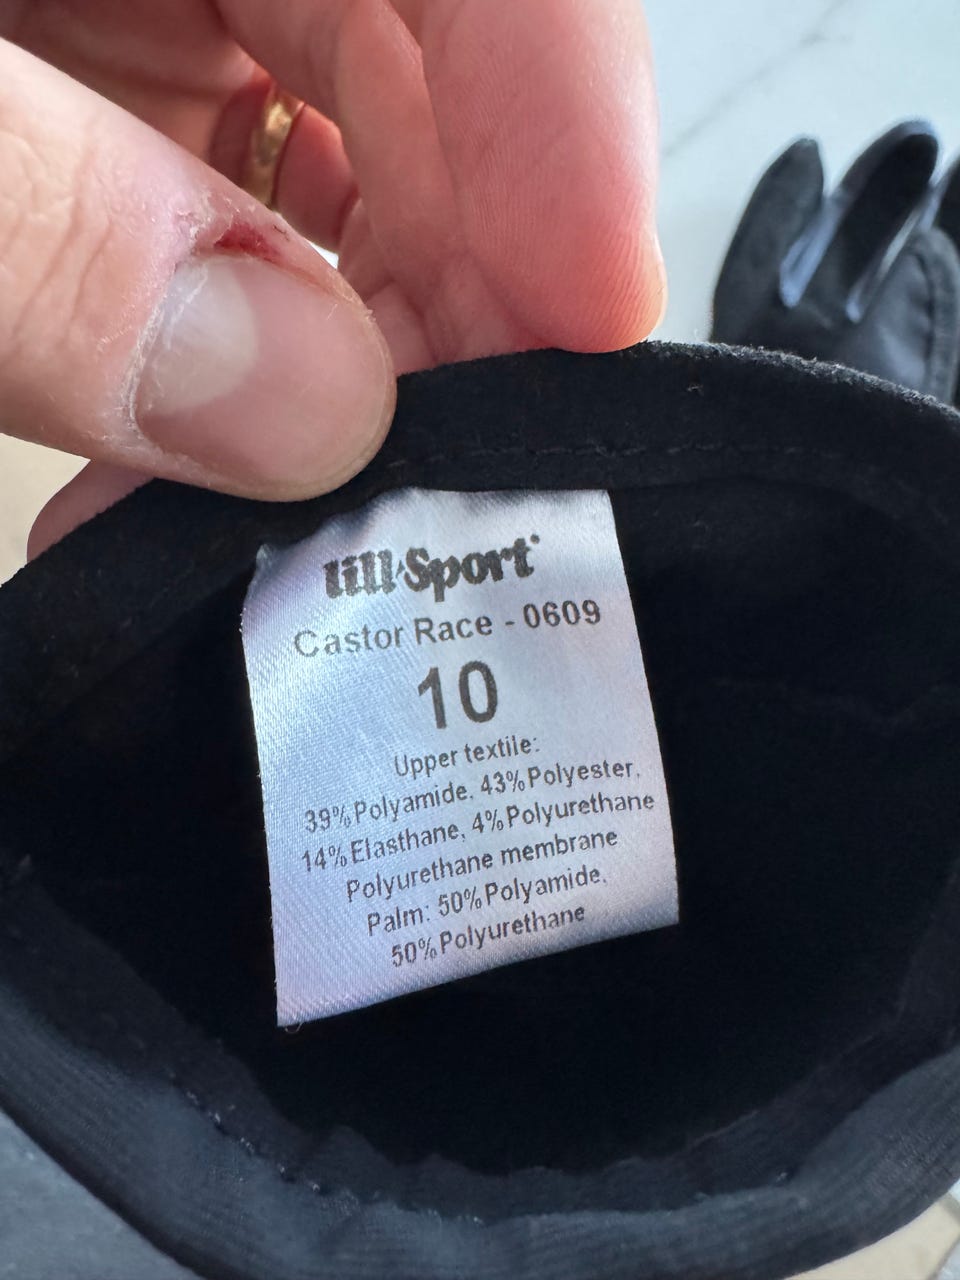 lill-Sport
Castor Race - 0609
10
Upper textile:
39% Polyamide, 43% Polyester,
14% Elasthane, 4% Polyurethane
Polyurethane membrane
Palm: 50% Polyamide,
50% Polyurethane